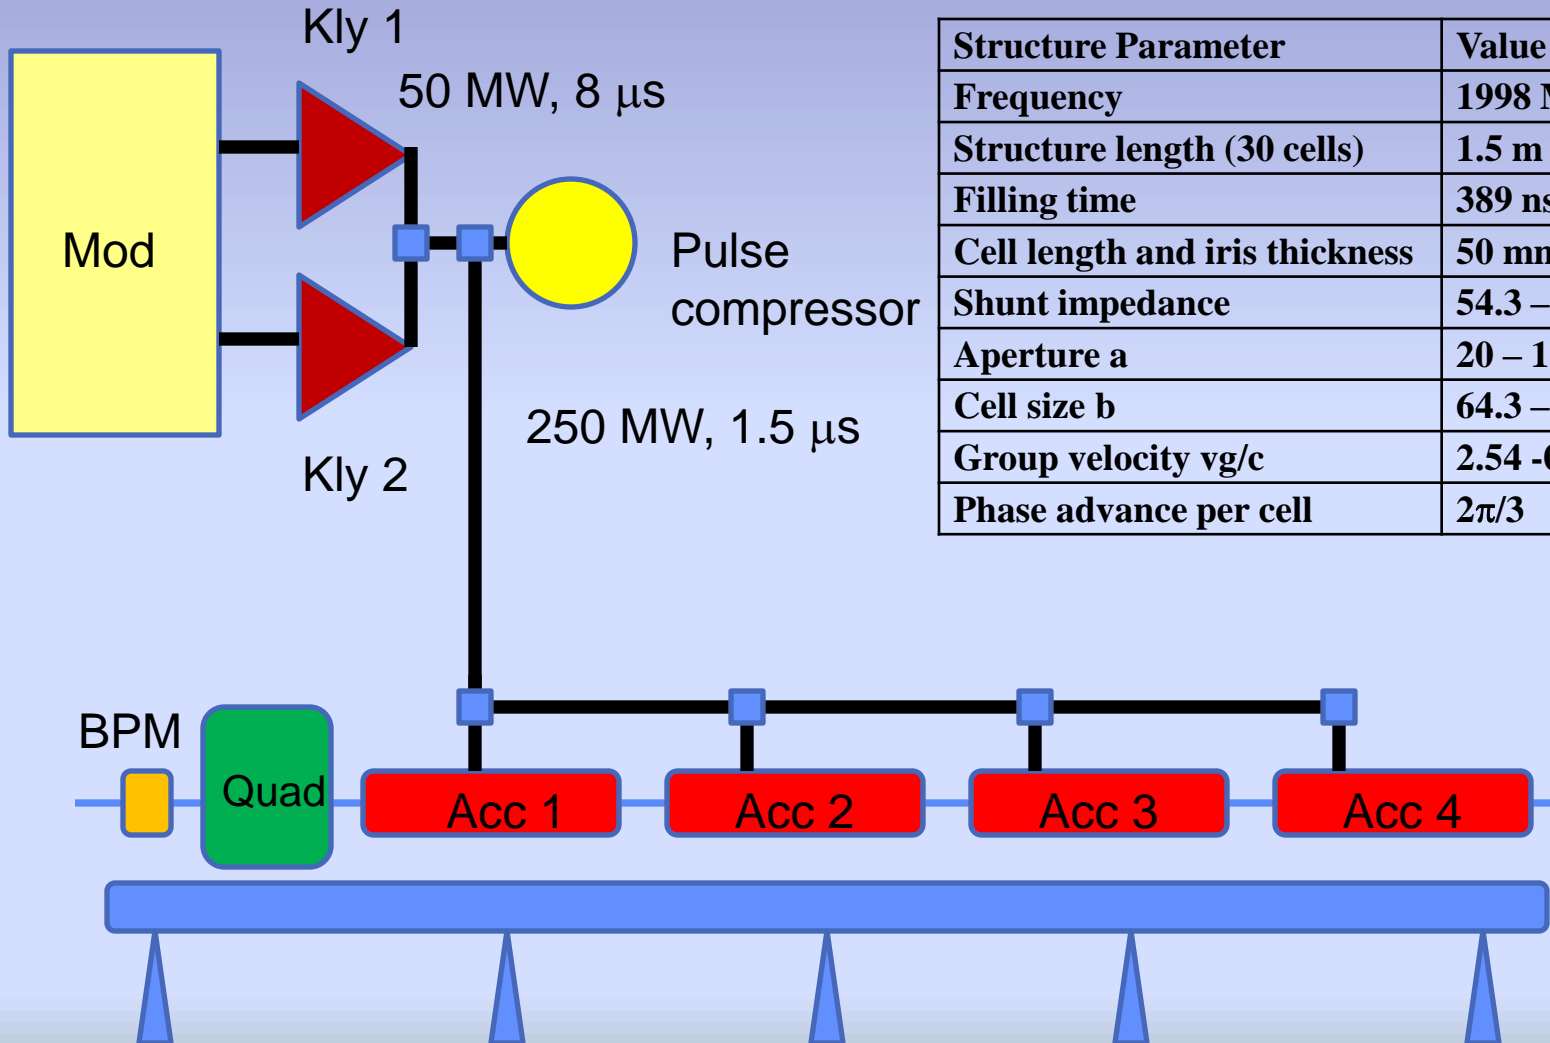 Kly 1
50 MW, 8 μs
Mod
Pulse
compressor
250 MW, 1.5 μs
Kly 2
Structure Parameter Value
Frequency 1998
Structure length (30 cells) 1.5 m
Filling time 389 ns
Cell length and iris thickness 50 mm
Shunt impedance 54.3 –
Aperture a 20 –
Cell size b 64.3 –
Group velocity vg/c 2.54 -
Phase advance per cell 2π/3
BPM
Quad
Acc 1
Acc 2
Acc 3
Acc 4